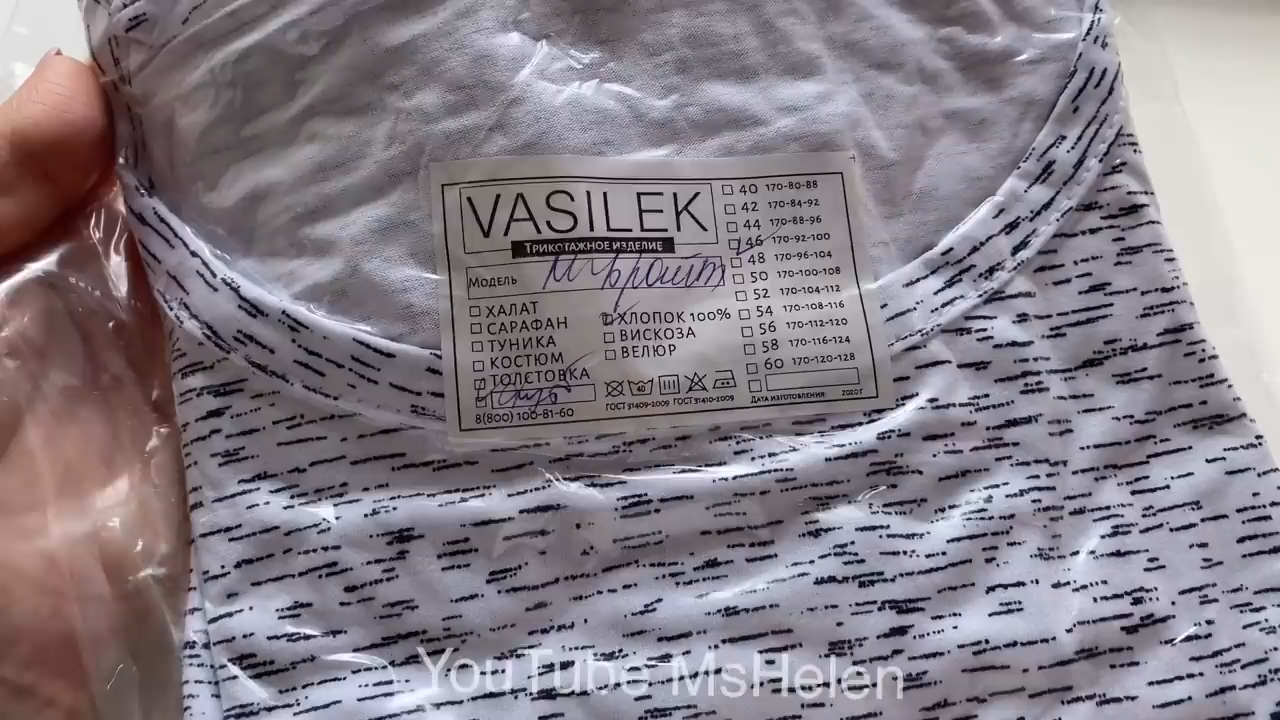 VASILEK
ТРИКОТАЖНОЕ ИЗДЕЛИЕ
МОДЕЛЬ
ХАЛАТ
САРАФАН
ТУНИКА
КОСТЮМ
ТОЛСТОВКА
8(800) 100-81-60
ХЛОПОК 100%
ВИСКОЗА
ВЕЛЮР
40
ГОСТ 31409-2009 ГОСТ 31410-2009
40 170-80-88
42 170-84-92
44 170-88-96
46 170-92-100
48 170-96-104
50 170-100-108
52 170-104-112
54 170-108-116
56 170-112-120
58 170-116-124
60 170-120-128
ДАТА ИЗГОТОВЛЕНИЯ: 2020 Г
YouTube MsHelen